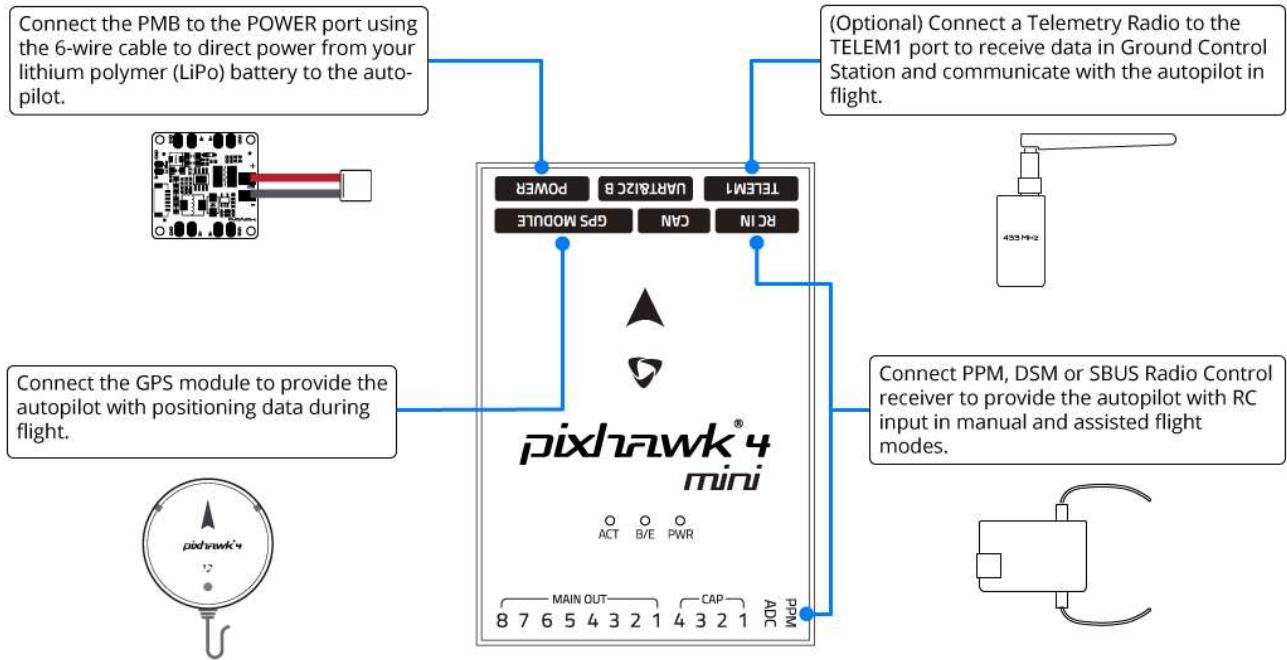 Connect the PMB to the POWER port using
the 6-wire cable to direct power from your
lithium polymer (LiPo) battery to the auto-
pilot.
(Optional) Connect a Telemetry Radio to the
TELEM1 port to receive data in Ground Control
Station and communicate with the autopilot in
flight.
433 MHz
POWER UART&I2C B TELEM1
GPS MODULE CAN RC IN
Connect the GPS module to provide the
autopilot with positioning data during
flight.
pixhawk 4
Connect PPM, DSM or SBUS Radio Control
receiver to provide the autopilot with RC
input in manual and assisted flight
modes.
pixhawk® 4
mini
ACT B/E PWR
MAIN OUT CAP
8 7 6 5 4 3 2 1 4 3 2 1 ADC PPM